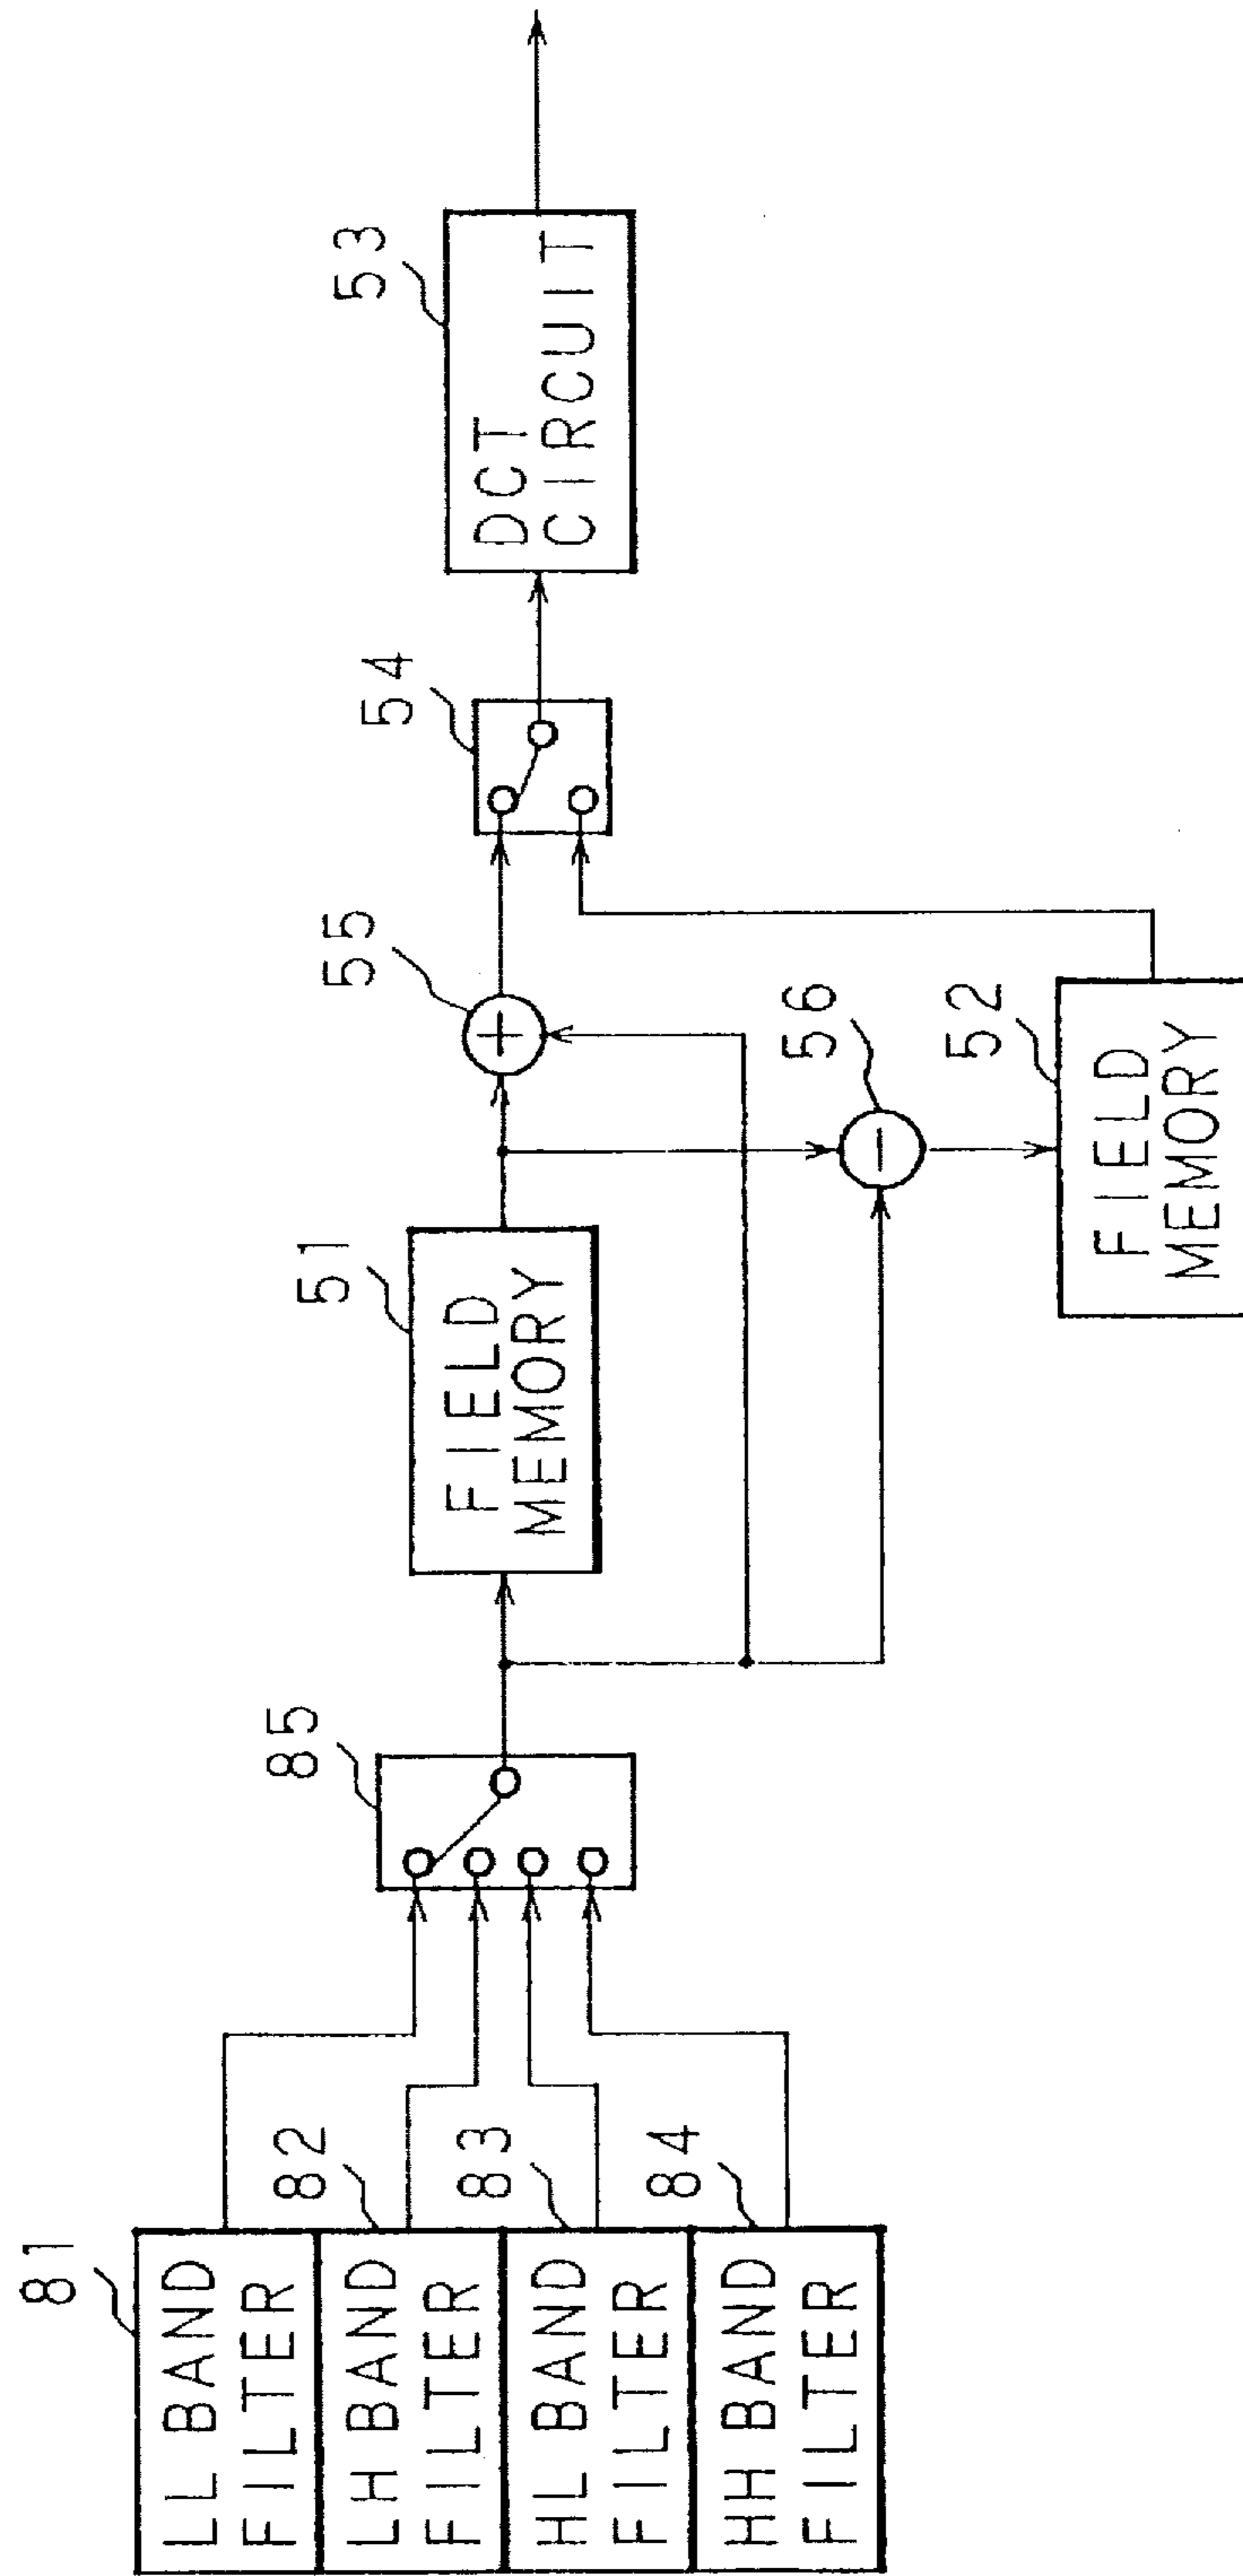 81
LL BAND
FILTER
82
LH BAND
FILTER
83
HL BAND
FILTER
84
HH BAND
FILTER
85
51
FIELD
MEMORY
55
56
52
FIELD
MEMORY
54
53
DCT
CIRCUIT